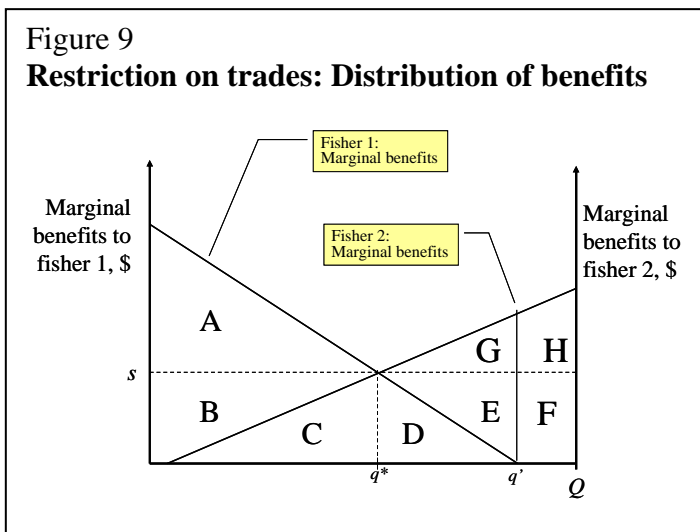 Figure 9
Restriction on trades: Distribution of benefits
Fisher 1:
Marginal benefits
Marginal
benefits to
fisher 1, $
Fisher 2:
Marginal benefits
Marginal
benefits to
fisher 2, $
A
G
H
s
B
C
D
E
F
q*
q’
Q